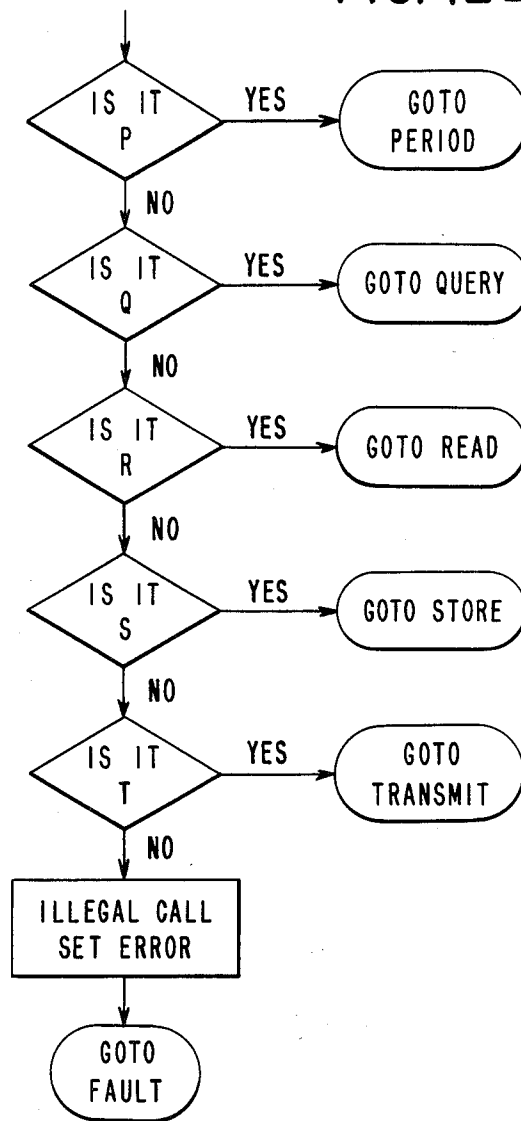 IS IT
P
YES
GOTO
PERIOD
NO
IS IT
Q
YES
GOTO QUERY
NO
IS IT
R
YES
GOTO READ
NO
IS IT
S
YES
GOTO STORE
NO
IS IT
T
YES
GOTO
TRANSMIT
NO
ILLEGAL CALL
SET ERROR
GOTO
FAULT